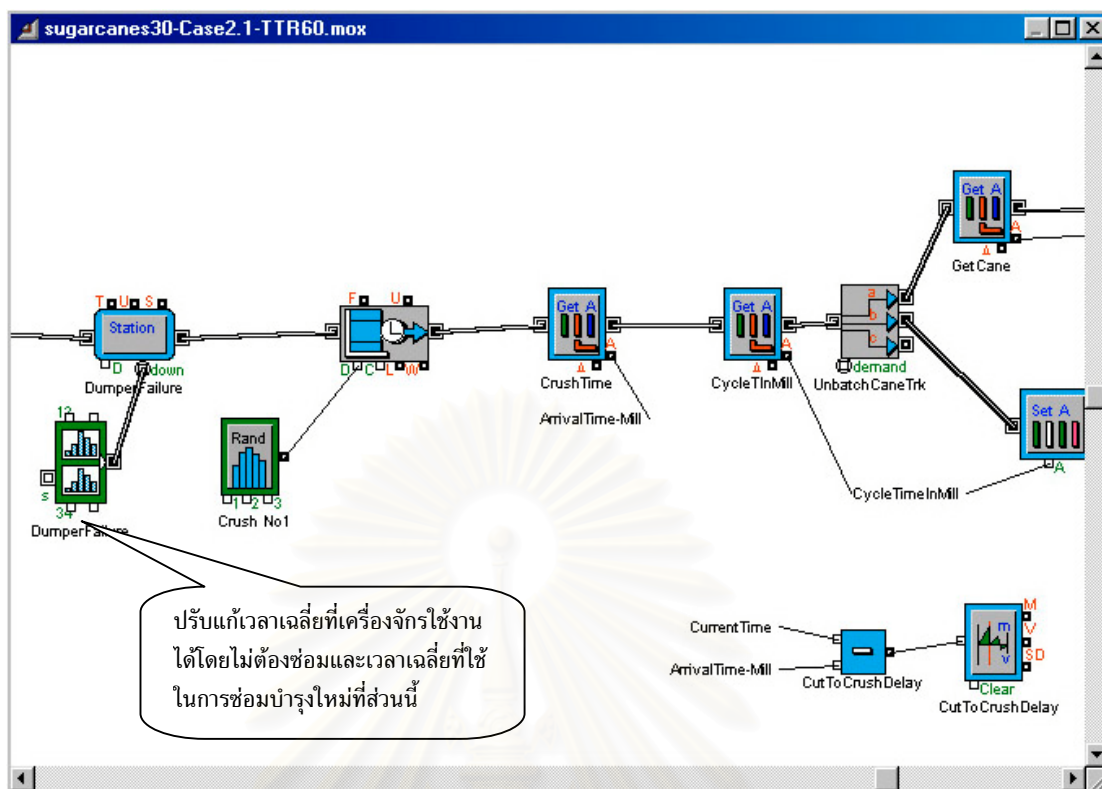 sugarcanes30-Case2.1-TTR60.mox
Get A
A
Δ
GetCane
T U S
Station
D
down
DumperFailure
F U
D C L W
Get A
A
Δ
CrushTime
ArrivalTime-Mill
Get A
A
Δ
CycleTInMill
a
b
c
demand
UnbatchCaneTrk
Set A
A
CycleTimeInMill
12
s
34
DumperFailure
Rand
1 2 3
Crush No1
ปรับแก้เวลาเฉลี่ยที่เครื่องจักรใช้งาน
ได้โดยไม่ต้องซ่อมและเวลาเฉลี่ยที่ใช้
ในการซ่อมบำรุงใหม่ที่ส่วนนี้
CurrentTime
ArrivalTime-Mill
CutToCrushDelay
m
v
M
V
SD
Clear
CutToCrushDelay